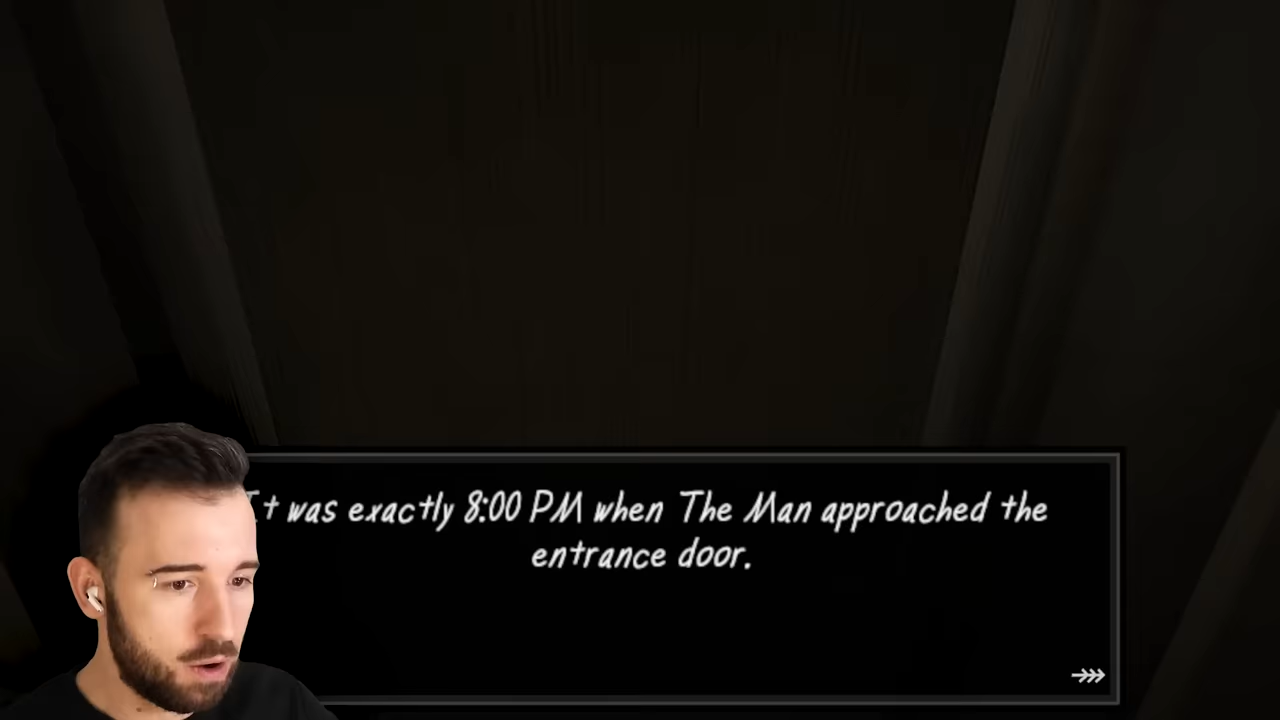 It was exactly 8:00 PM when The Man approached the
entrance door.